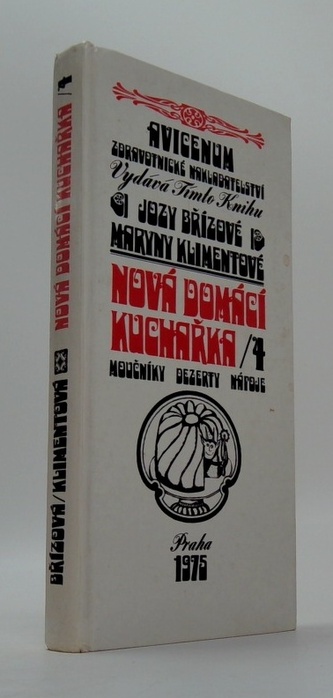 AVICENUM
ZDRAVOTNICKÉ NAKLADATELSTVÍ
Vydává Tímto Knihu
JOZY BŘÍZOVÉ
MARYNY KLIMENTOVÉ
NOVÁ DOMÁCÍ
KUCHAŘKA/4
MOUČNÍKY DEZERTY NÁPOJE
Praha
1975
BŘÍZOVÁ/KLIMENTOVÁ NOVÁ DOMÁCÍ KUCHAŘKA